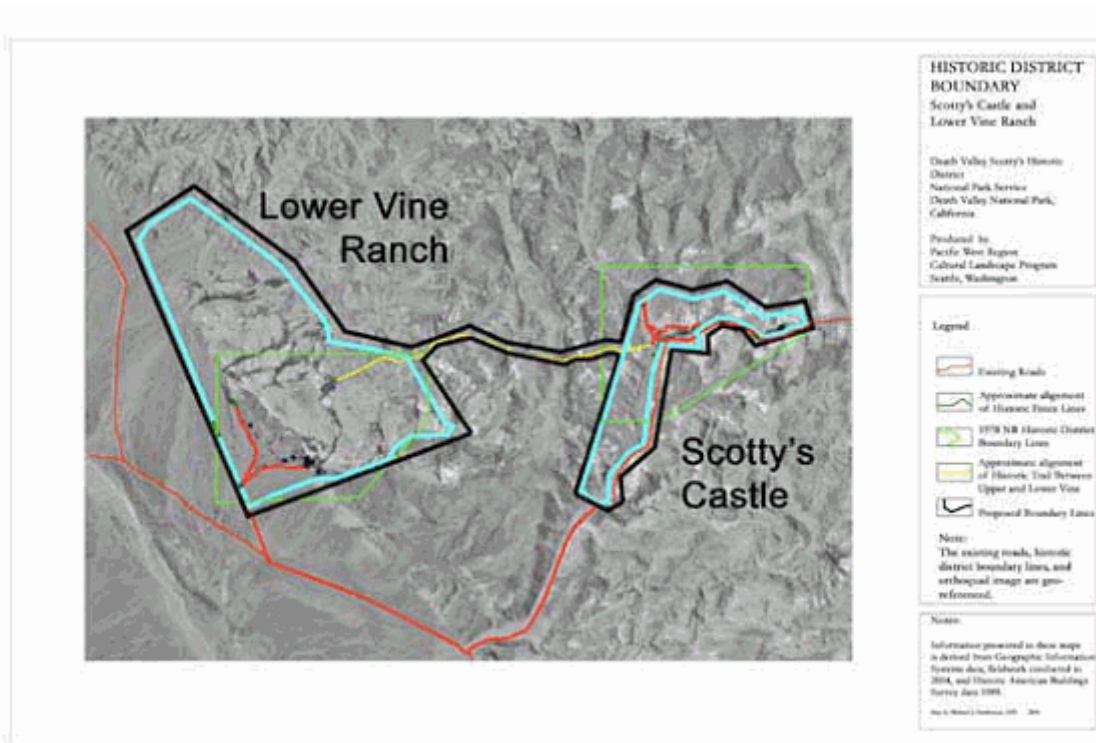 Lower Vine
Ranch
Scotty's
Castle
HISTORIC DISTRICT
BOUNDARY
Scotty's Castle and
Lower Vine Ranch
Death Valley Scotty's Historic
District
National Park Service
Death Valley National Park,
California
Produced by
Pacific West Region
Cultural Landscape Program
Seattle, Washington
Legend
Existing Roads
Approximate alignment
of Historic Fence Lines
1978 NR Historic District
Boundary Lines
Approximate alignment
of Historic Trail Between
Upper and Lower Vine
Proposed Boundary Lines
Note:
The existing roads, historic
district boundary lines, and
orthoquad image are geo-
referenced.
Notes:
Information presented in these maps
is derived from Geographic Information
Systems data, fieldwork conducted in
2004, and Historic American Buildings
Survey data 1989.